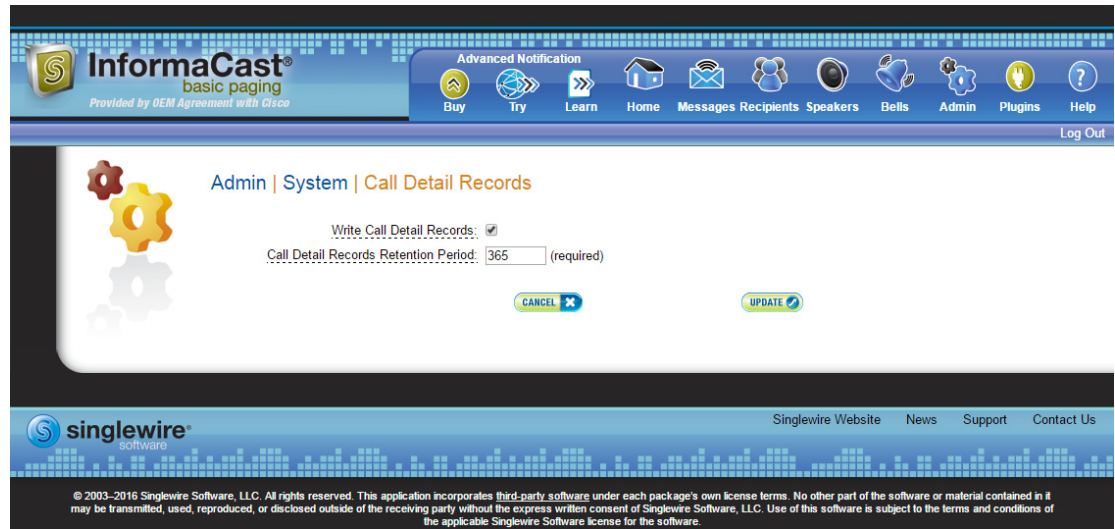 InformaCast®
basic paging
Provided by OEM Agreement with Cisco
Advanced Notification
Buy Try Learn Home Messages Recipients Speakers Bells Admin Plugins Help
Log Out
Admin | System | Call Detail Records
Write Call Detail Records:
Call Detail Records Retention Period: 365 (required)
CANCEL UPDATE
singlewire®
software
Singlewire Website News Support Contact Us
© 2003–2016 Singlewire Software, LLC. All rights reserved. This application incorporates third-party software under each package's own license terms. No other part of the software or material contained in it
may be transmitted, used, reproduced, or disclosed outside of the receiving party without the express written consent of Singlewire Software, LLC. Use of this software is subject to the terms and conditions of
the applicable Singlewire Software license for the software.